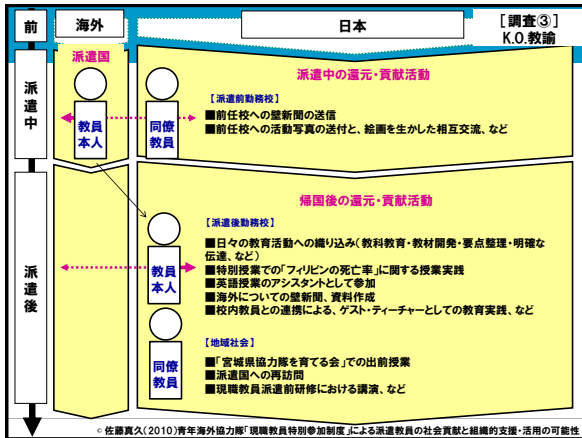 前
海外
日本
[調査③]
K.O.教諭
派遣国
派遣中の還元・貢献活動
派遣中
教員
本人
同僚
教員
【派遣前勤務校】
■前任校への壁新聞の送信
■前任校への活動写真の送付と、絵画を生かした相互交流、など
帰国後の還元・貢献活動
派遣後
教員
本人
【派遣後勤務校】
■日々の教育活動への織り込み(教科教育・教材開発・要点整理・明確な
伝達、など)
■特別授業での「フィリピンの死亡率」に関する授業実践
■英語授業のアシスタントとして参加
■海外についての壁新聞、資料作成
■校内教員との連携による、ゲスト・ティーチャーとしての教育実践、など
同僚
教員
【地域社会】
■「宮城県協力隊を育てる会」での出前授業
■派遣国への再訪問
■現職教員派遣前研修における講演、など
© 佐藤真久(2010)青年海外協力隊「現職教員特別参加制度」による派遣教員の社会貢献と組織的支援・活用の可能性